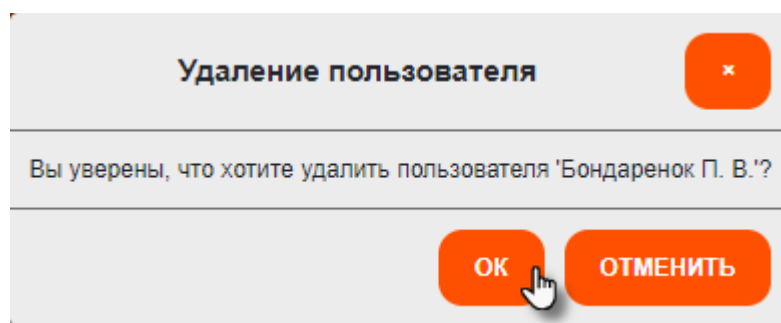 Удаление пользователя
×
Вы уверены, что хотите удалить пользователя 'Бондаренок П. В.'?
ОК ОТМЕНИТЬ